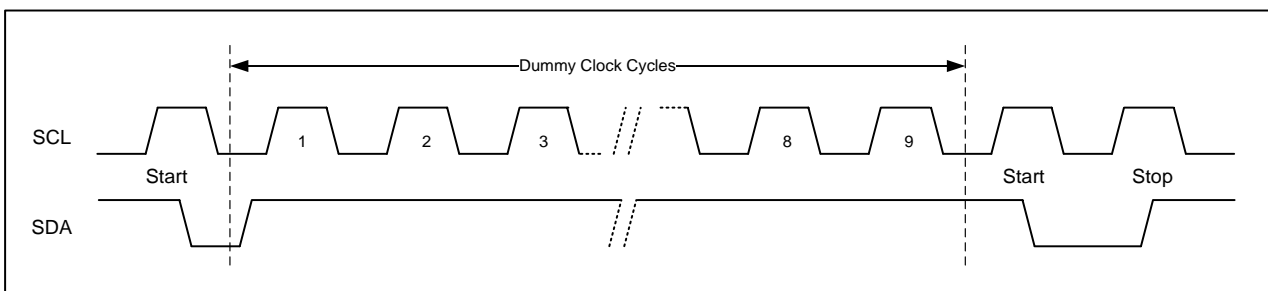 Dummy Clock Cycles
SCL
1 2 3 8 9
Start Start Stop
SDA